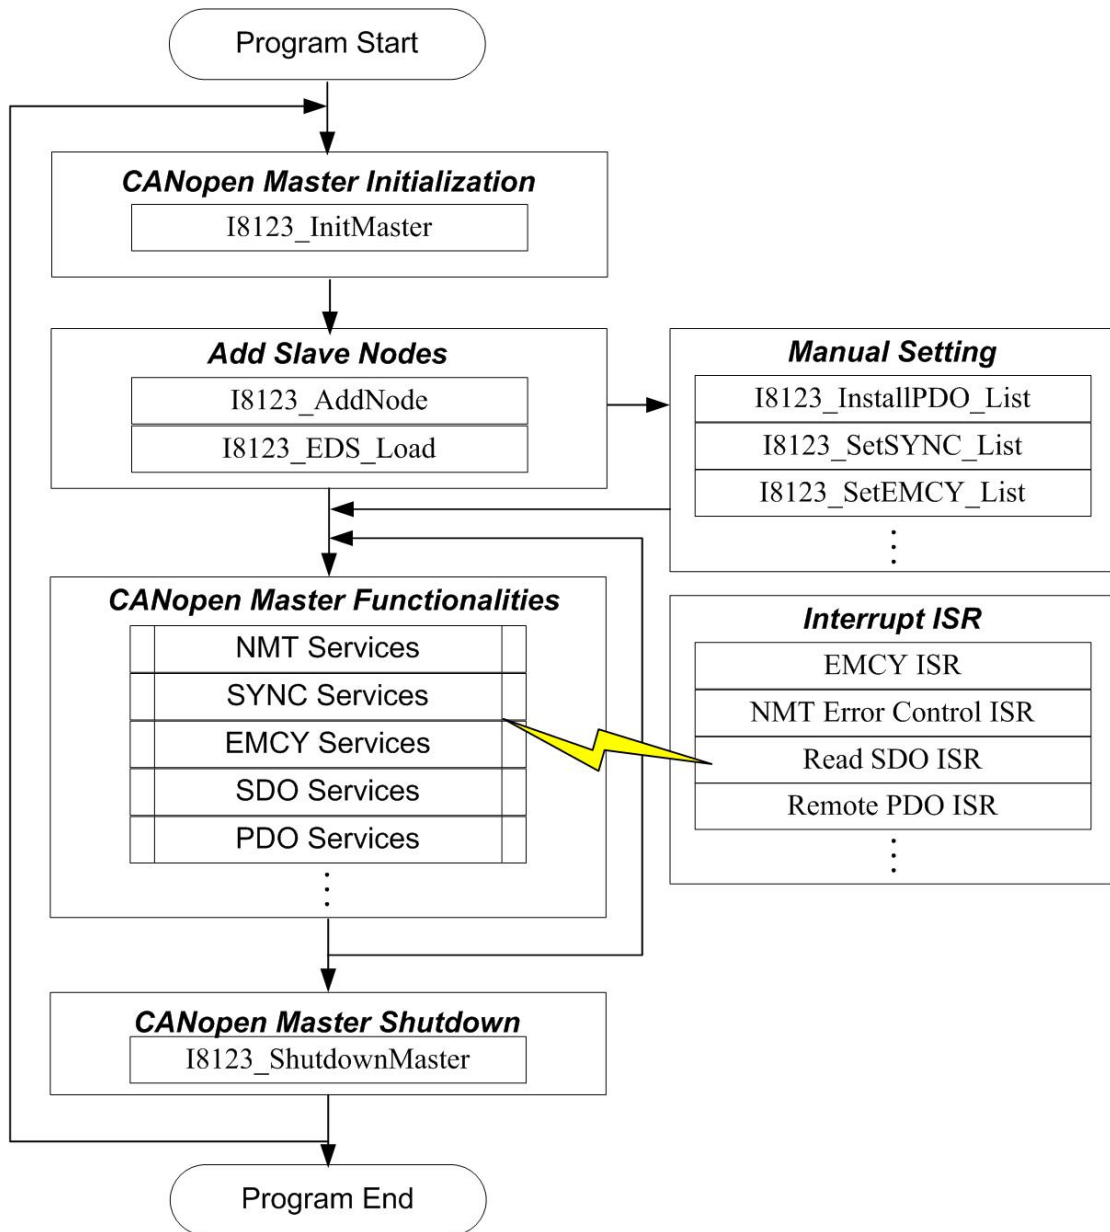 Program Start
CANopen Master Initialization
I8123_InitMaster
Add Slave Nodes
I8123_AddNode
I8123_EDS_Load
Manual Setting
I8123_InstallPDO_List
I8123_SetSYNC_List
I8123_SetEMCY_List
CANopen Master Functionalities
NMT Services
SYNC Services
EMCY Services
SDO Services
PDO Services
Interrupt ISR
EMCY ISR
NMT Error Control ISR
Read SDO ISR
Remote PDO ISR
CANopen Master Shutdown
I8123_ShutdownMaster
Program End